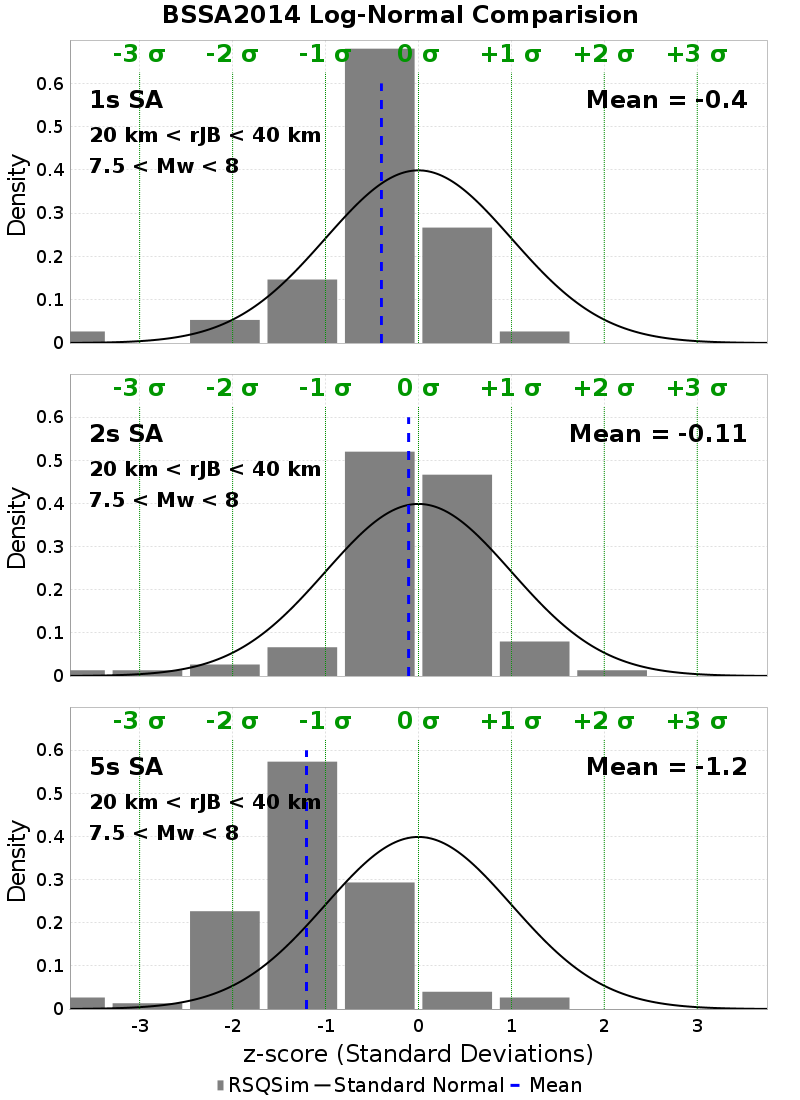 BSSA2014 Log-Normal Comparision
-3 σ -2 σ -1 σ 0 σ +1 σ +2 σ +3 σ
0.6
1s SA Mean = -0.4
0.5
20 km < rJB < 40 km
7.5 < Mw < 8
0.4
0.3
0.2
0.1
0
Density
-3 σ -2 σ -1 σ 0 σ +1 σ +2 σ +3 σ
0.6
2s SA Mean = -0.11
0.5
20 km < rJB < 40 km
7.5 < Mw < 8
0.4
0.3
0.2
0.1
0
Density
-3 σ -2 σ -1 σ 0 σ +1 σ +2 σ +3 σ
0.6
5s SA Mean = -1.2
0.5
20 km < rJB < 40 km
7.5 < Mw < 8
0.4
0.3
0.2
0.1
0
Density
-3 -2 -1 0 1 2 3
z-score (Standard Deviations)
RSQSim Standard Normal Mean